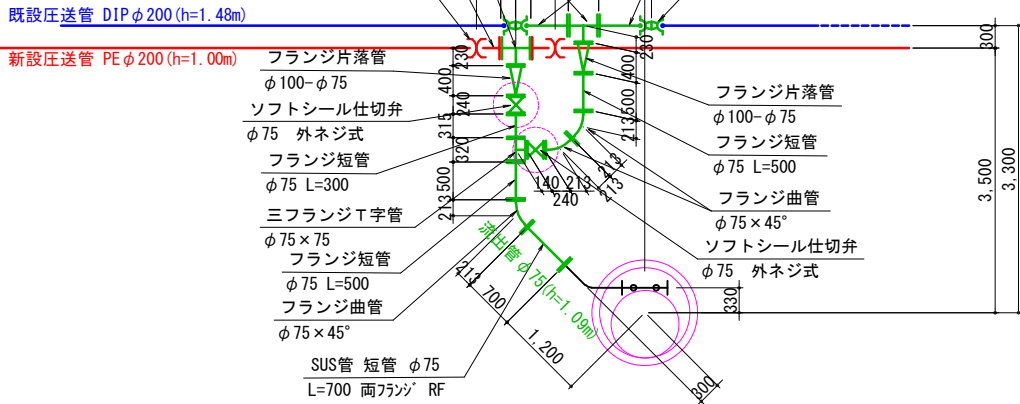 既設圧送管 DIPφ200(h=1.48m)
新設圧送管 PEφ200(h=1.00m)
フランジ片落管
φ100-φ75
ソフトシール仕切弁
φ75 外ネジ式
フランジ短管
φ75 L=300
三フランジT字管
φ75×75
フランジ短管
φ75 L=500
フランジ曲管
φ75×45°
SUS管 短管 φ75
L=700 両フランジ RF
230
400
240
315
320
500
213
213
700
1,200
300
流出管φ75(h=1.09m)
140
213
240
213
213
230
400
500
213
フランジ片落管
φ100-φ75
フランジ短管
φ75 L=500
フランジ曲管
φ75×45°
ソフトシール仕切弁
φ75 外ネジ式
330
300
3,500
3,300